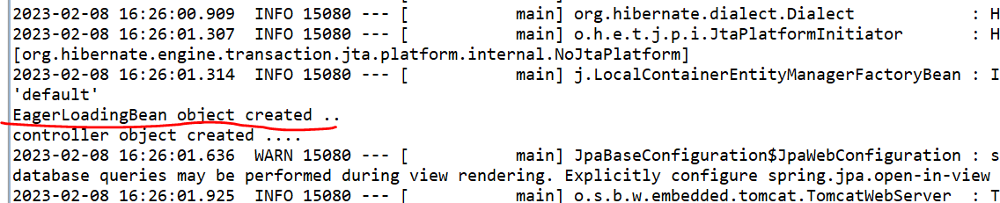 2023-02-08 16:26:00.909 INFO 15080 --- [ main] org.hibernate.dialect.Dialect : H
2023-02-08 16:26:01.307 INFO 15080 --- [ main] o.h.e.t.j.p.i.JtaPlatformInitiator : H
[org.hibernate.engine.transaction.jta.platform.internal.NoJtaPlatform]
2023-02-08 16:26:01.314 INFO 15080 --- [ main] j.LocalContainerEntityManagerFactoryBean : I
'default'
EagerLoadingBean object created ..
controller object created ....
2023-02-08 16:26:01.636 WARN 15080 --- [ main] JpaBaseConfiguration$JpaWebConfiguration : s
database queries may be performed during view rendering. Explicitly configure spring.jpa.open-in-view
2023-02-08 16:26:01.925 INFO 15080 --- [ main] o.s.b.w.embedded.tomcat.TomcatWebServer : T